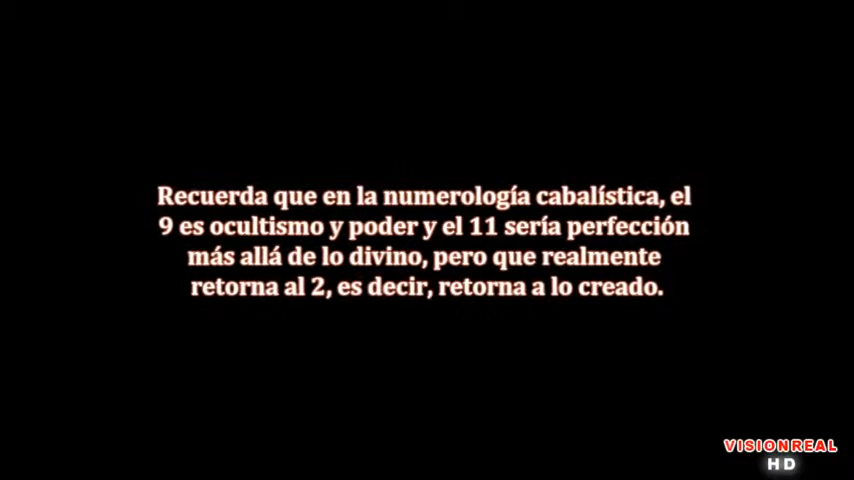 Recuerda que en la numerología cabalística, el
9 es ocultismo y poder y el 11 sería perfección
más allá de lo divino, pero que realmente
retorna al 2, es decir, retorna a lo creado.
VISIONREAL
HD